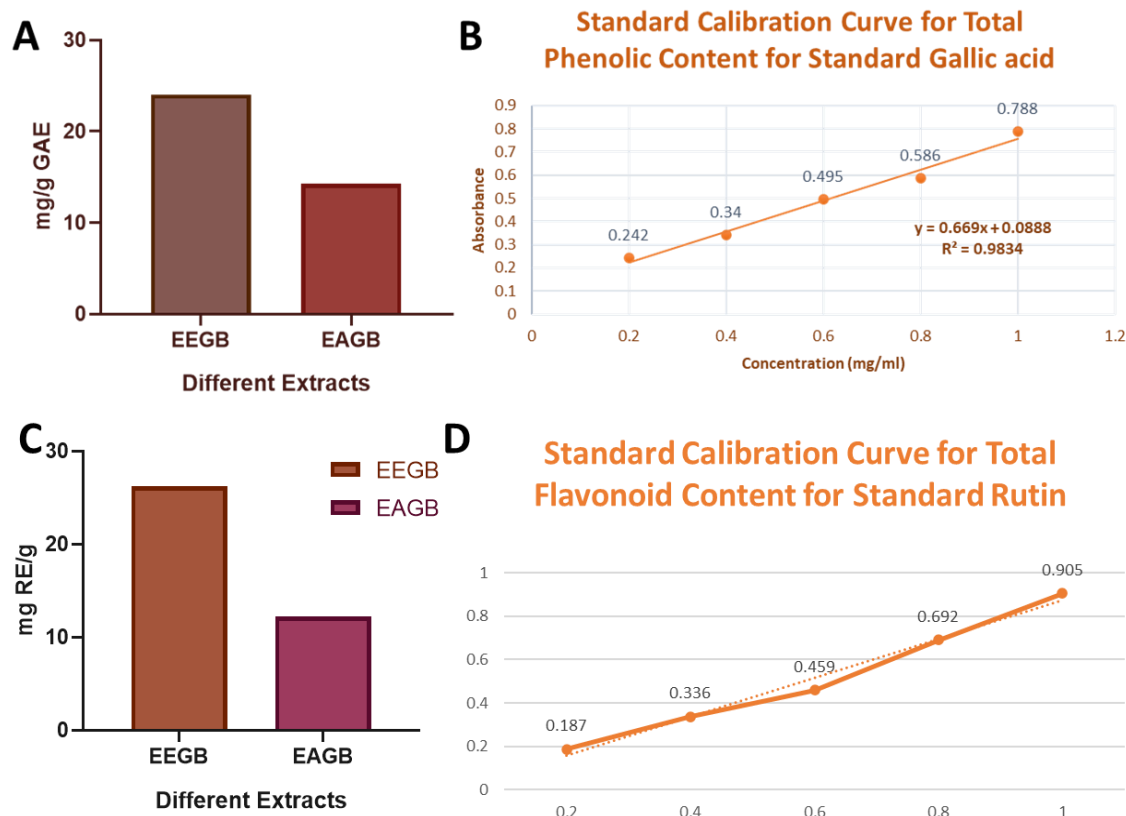 A
30
20
10
0
mg/g GAE
EEGB
EAGB
Different Extracts
B
Standard Calibration Curve for Total
Phenolic Content for Standard Gallic acid
0.9
0.8
0.7
0.6
0.5
0.4
0.3
0.2
0.1
0
Absorbance
0.242
0.34
0.495
0.586
0.788
y = 0.669x + 0.0888
R² = 0.9834
0 0.2 0.4 0.6 0.8 1 1.2
Concentration (mg/ml)
C
30
20
10
0
mg RE/g
EEGB
EAGB
EEGB
EAGB
Different Extracts
D
Standard Calibration Curve for Total
Flavonoid Content for Standard Rutin
1
0.8
0.6
0.4
0.2
0
0.187
0.336
0.459
0.692
0.905
0.2 0.4 0.6 0.8 1